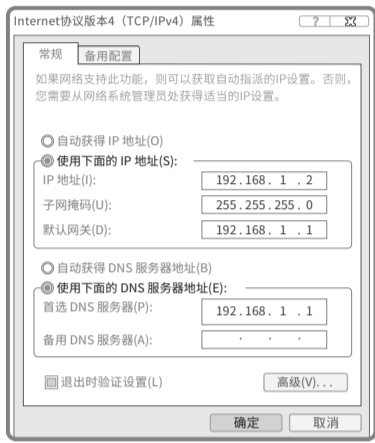 Internet协议版本4（TCP/IPv4）属性
?
常规
备用配置
如果网络支持此功能，则可以获取自动指派的IP设置。否则，
您需要从网络系统管理员处获得适当的IP设置。
自动获得 IP 地址(O)
使用下面的 IP 地址(S):
IP 地址(I): 192.168. 1 . 2
子网掩码(U): 255.255.255. 0
默认网关(D): 192.168. 1 . 1
自动获得 DNS 服务器地址(B)
使用下面的 DNS 服务器地址(E):
首选 DNS 服务器(P): 192.168. 1 . 1
备用 DNS 服务器(A): . . .
退出时验证设置(L)
高级(V)...
确定 取消